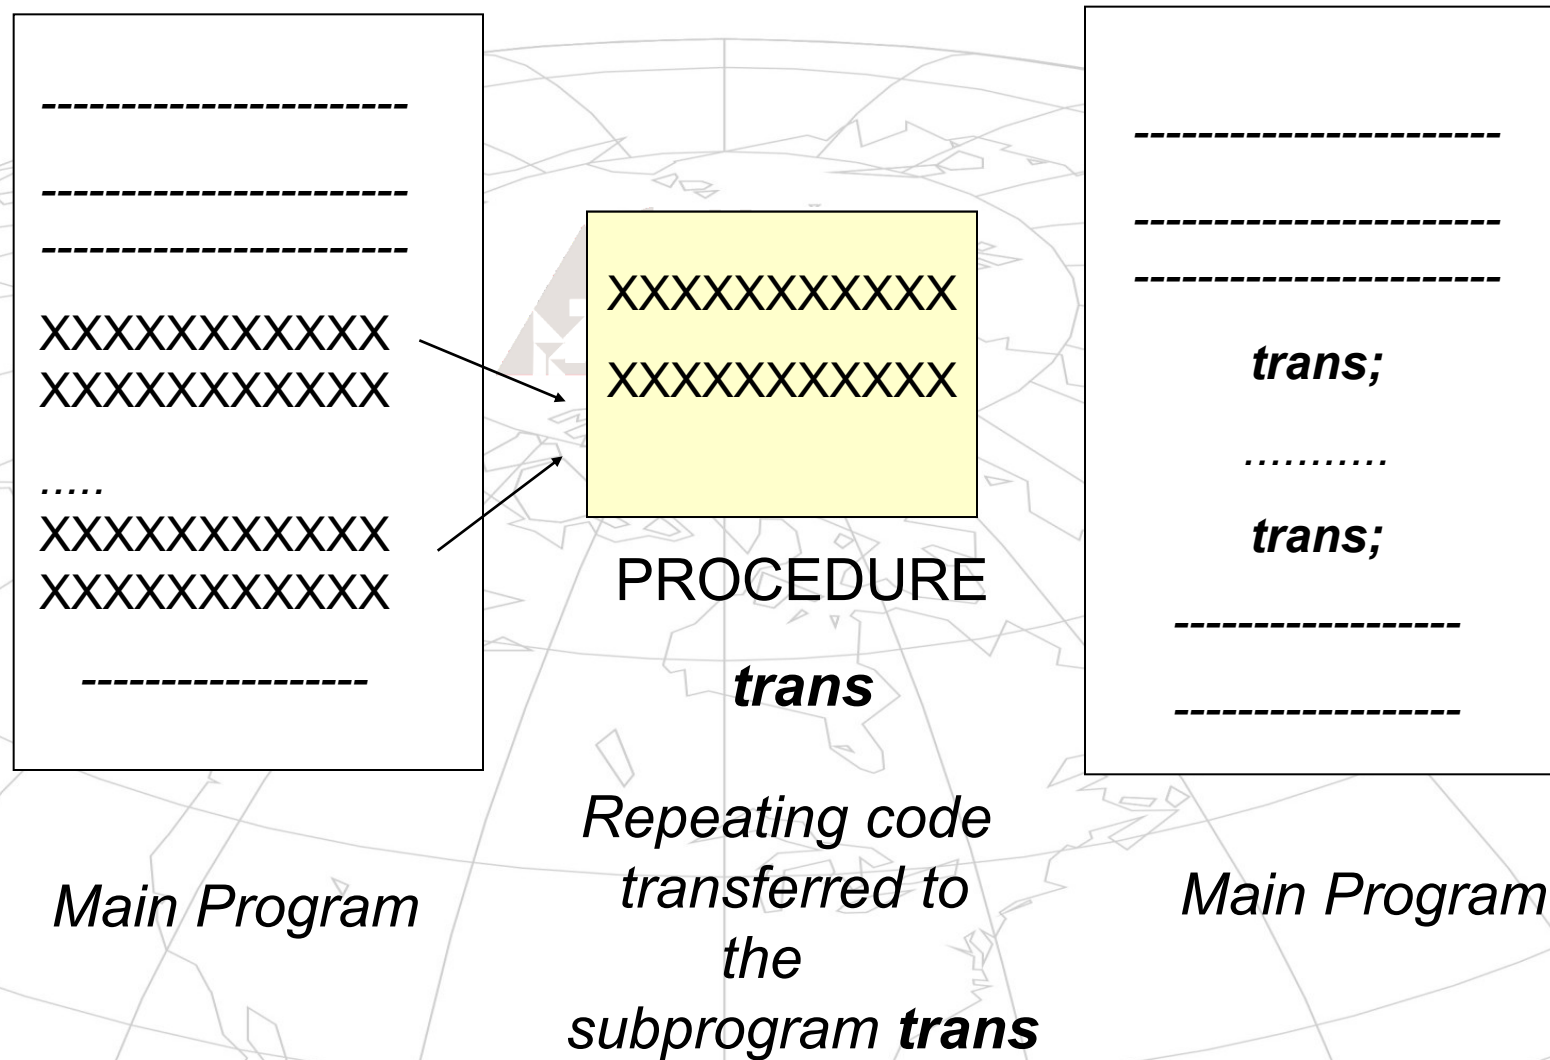 ----------------------
----------------------
----------------------
XXXXXXXXXXX
XXXXXXXXXXX
.....
XXXXXXXXXXX
XXXXXXXXXXX
-----------------
Main Program
XXXXXXXXXXX
XXXXXXXXXXX
PROCEDURE
trans
Repeating code
transferred to
the
subprogram trans
----------------------
----------------------
----------------------
trans;
...........
trans;
-----------------
-----------------
Main Program